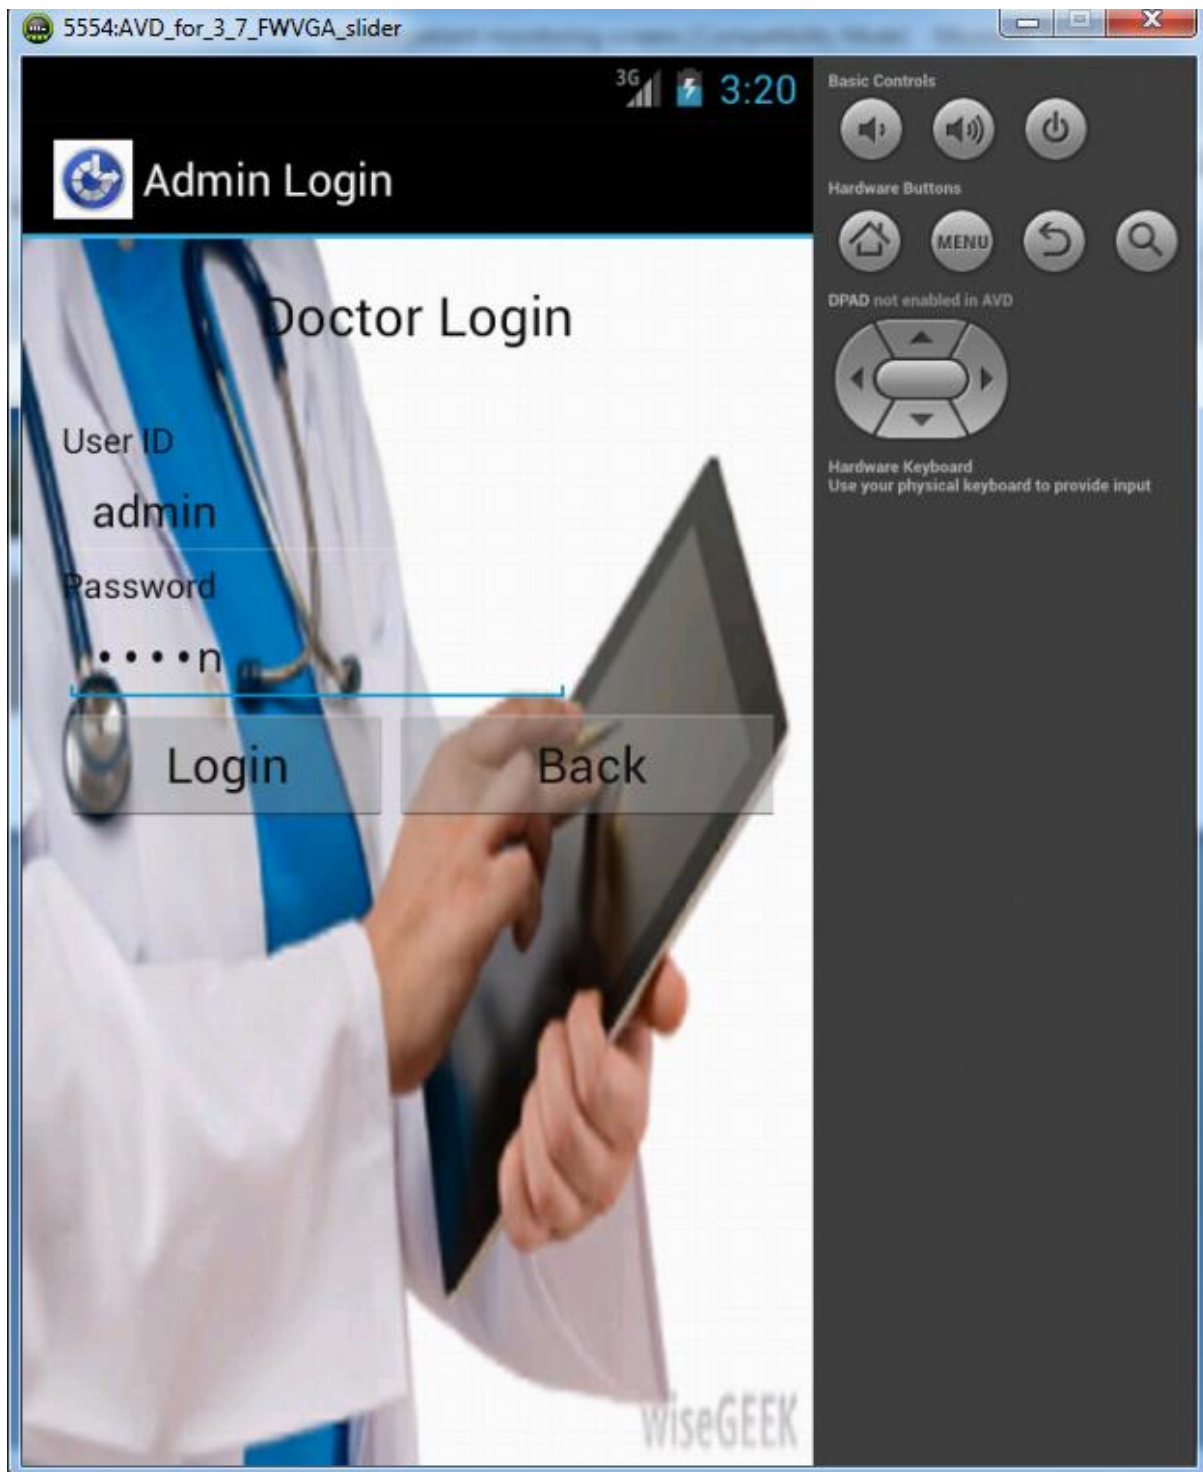 5554:AVD_for_3_7_FWVGA_slider
3G 3:20
Admin Login
Doctor Login
User ID
admin
Password
••••n
Login
Back
wiseGEEK
Basic Controls
Hardware Buttons
MENU
DPAD not enabled in AVD
Hardware Keyboard
Use your physical keyboard to provide input